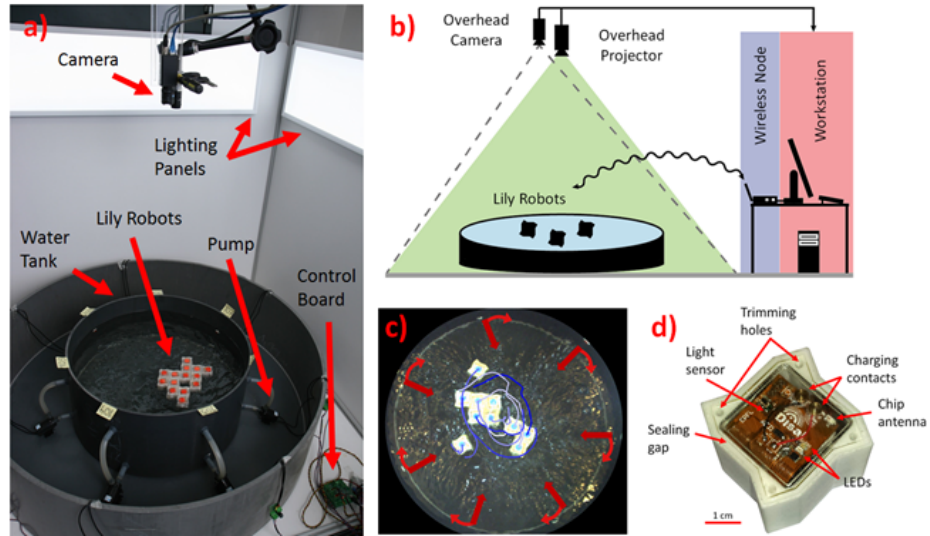 a)
Camera
Lighting
Panels
Lily Robots
Water
Tank
Pump
Control
Board
b)
Overhead
Camera
Overhead
Projector
Wireless Node
Workstation
Lily Robots
c)
d)
Trimming
holes
Light
sensor
Charging
contacts
Chip
antenna
Sealing
gap
LEDs
1 cm